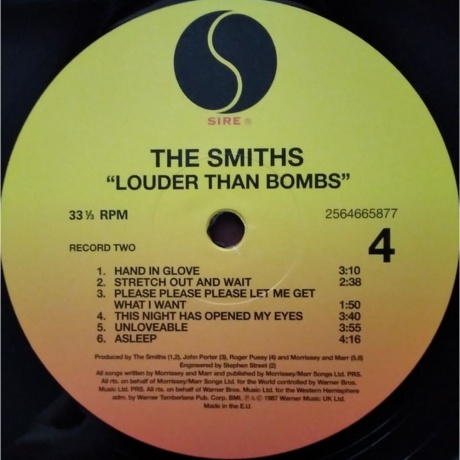 SIRE ®
THE SMITHS
“LOUDER THAN BOMBS”
33 ⅓ RPM 2564665877
4
RECORD TWO
1. HAND IN GLOVE 3:10
2. STRETCH OUT AND WAIT 2:38
3. PLEASE PLEASE PLEASE LET ME GET
WHAT I WANT 1:50
4. THIS NIGHT HAS OPENED MY EYES 3:40
5. UNLOVEABLE 3:55
6. ASLEEP 4:16
Produced by The Smiths (1,2), John Porter (3), Roger Pusey (4) and Morrissey and Marr (5,6)
Engineered by Stephen Street (2)
All songs written by Morrissey and Marr and published by Morrissey/Marr Songs Ltd. PRS.
All rts. on behalf of Morrissey/Marr Songs Ltd. for the World controlled by Warner Bros.
Music Ltd. PRS. All rts. on behalf of Warner Bros. Music Ltd. for the Western Hemisphere
adm. by Warner Tamberlane Pub. Corp. BMI. ℗ & © 1987 Warner Music UK Ltd.
Made in the E.U.